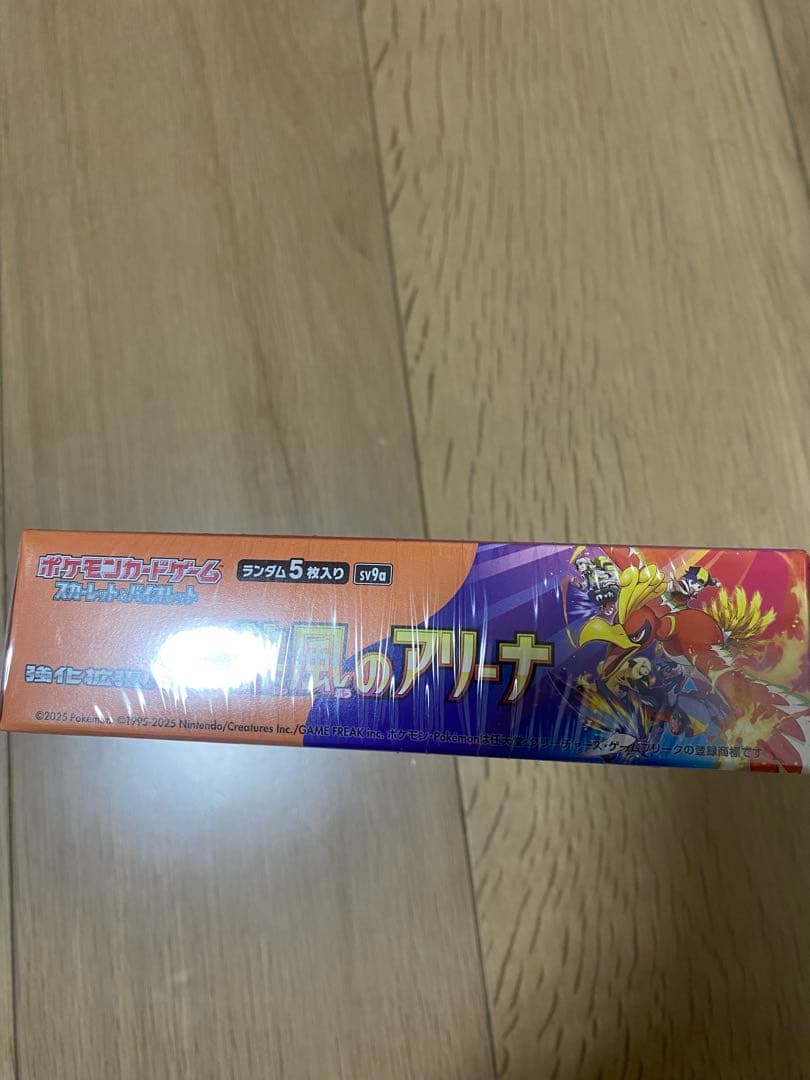 ポケモンカードゲーム
スカーレット&バイオレット
ランダム5枚入り
sv9a
強化拡張
風のアリーナ
©2025 Pokémon. ©1995-2025 Nintendo/Creatures Inc./GAME FREAK inc. ポケモン・Pokémonは任天堂・クリーチャーズ・ゲームフリークの登録商標です